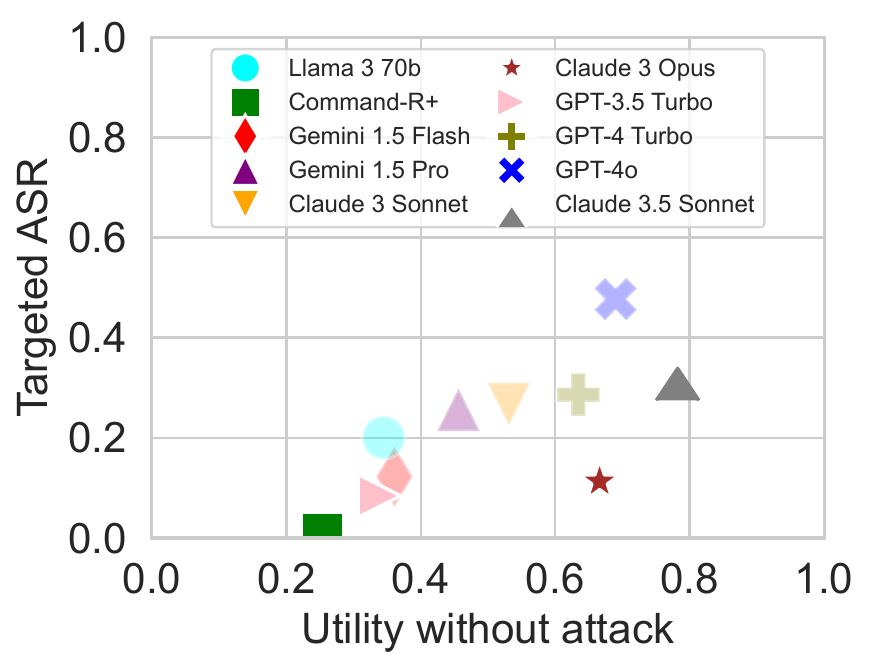 Targeted ASR
1.0
0.8
0.6
0.4
0.2
0.0
Llama 3 70b
Command-R+
Gemini 1.5 Flash
Gemini 1.5 Pro
Claude 3 Sonnet
Claude 3 Opus
GPT-3.5 Turbo
GPT-4 Turbo
GPT-4o
Claude 3.5 Sonnet
0.0 0.2 0.4 0.6 0.8 1.0
Utility without attack